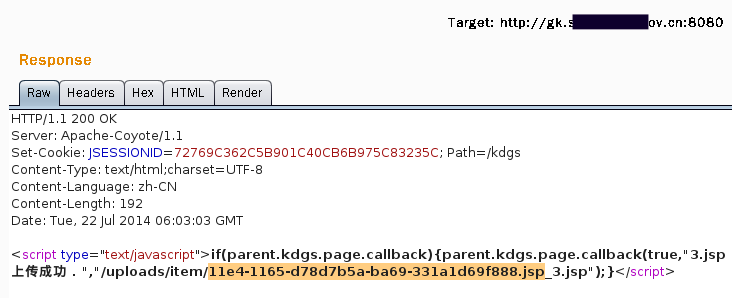 Target: http://gk.s ov.cn:8080
Response
Raw Headers Hex HTML Render
HTTP/1.1 200 OK
Server: Apache-Coyote/1.1
Set-Cookie: JSESSIONID=72769C362C5B901C40CB6B975C83235C; Path=/kdgs
Content-Type: text/html;charset=UTF-8
Content-Language: zh-CN
Content-Length: 192
Date: Tue, 22 Jul 2014 06:03:03 GMT
<script type="text/javascript">if(parent.kdgs.page.callback){parent.kdgs.page.callback(true,"3.jsp
上传成功．","/uploads/item/11e4-1165-d78d7b5a-ba69-331a1d69f888.jsp_3.jsp");}</script>